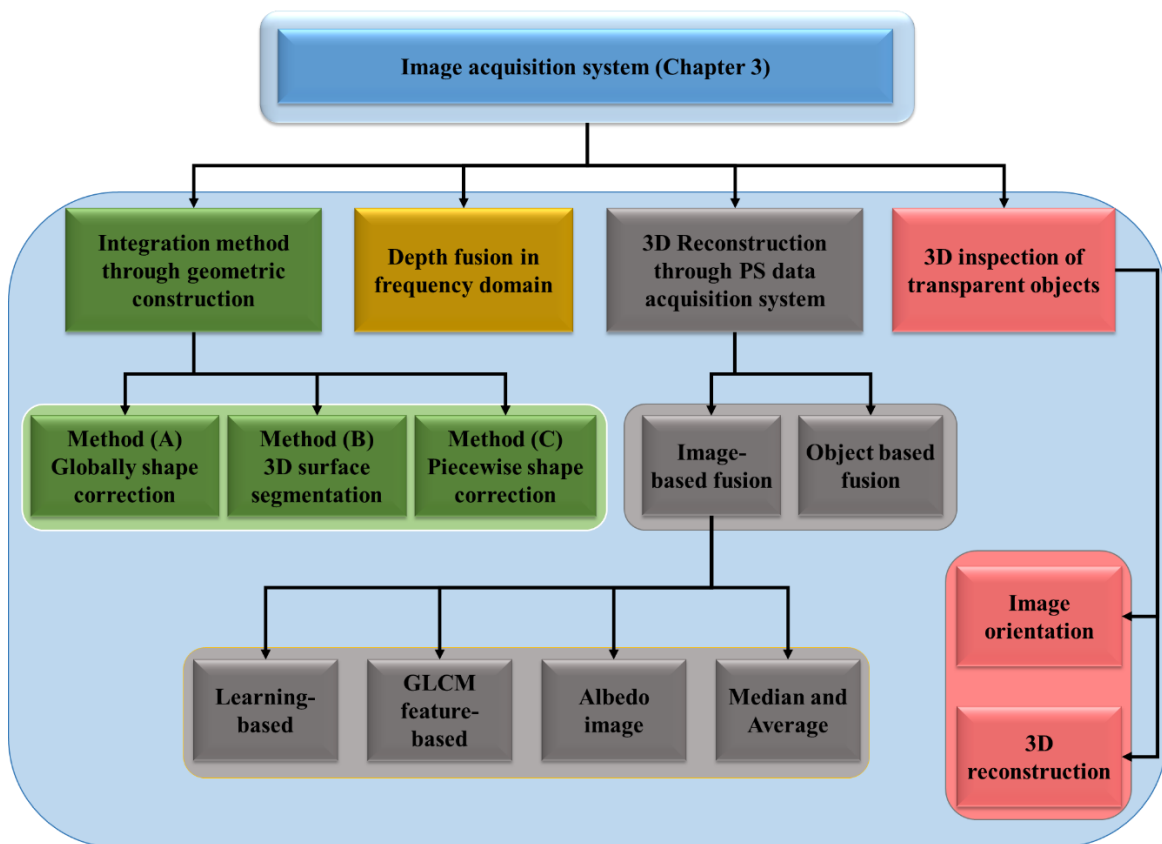 Image acquisition system (Chapter 3)
Integration method
through geometric
construction
Depth fusion in
frequency domain
3D Reconstruction
through PS data
acquisition system
3D inspection of
transparent objects
Method (A)
Globally shape
correction
Method (B)
3D surface
segmentation
Method (C)
Piecewise shape
correction
Image-
based fusion
Object based
fusion
Learning-
based
GLCM
feature-
based
Albedo
image
Median and
Average
Image
orientation
3D
reconstruction